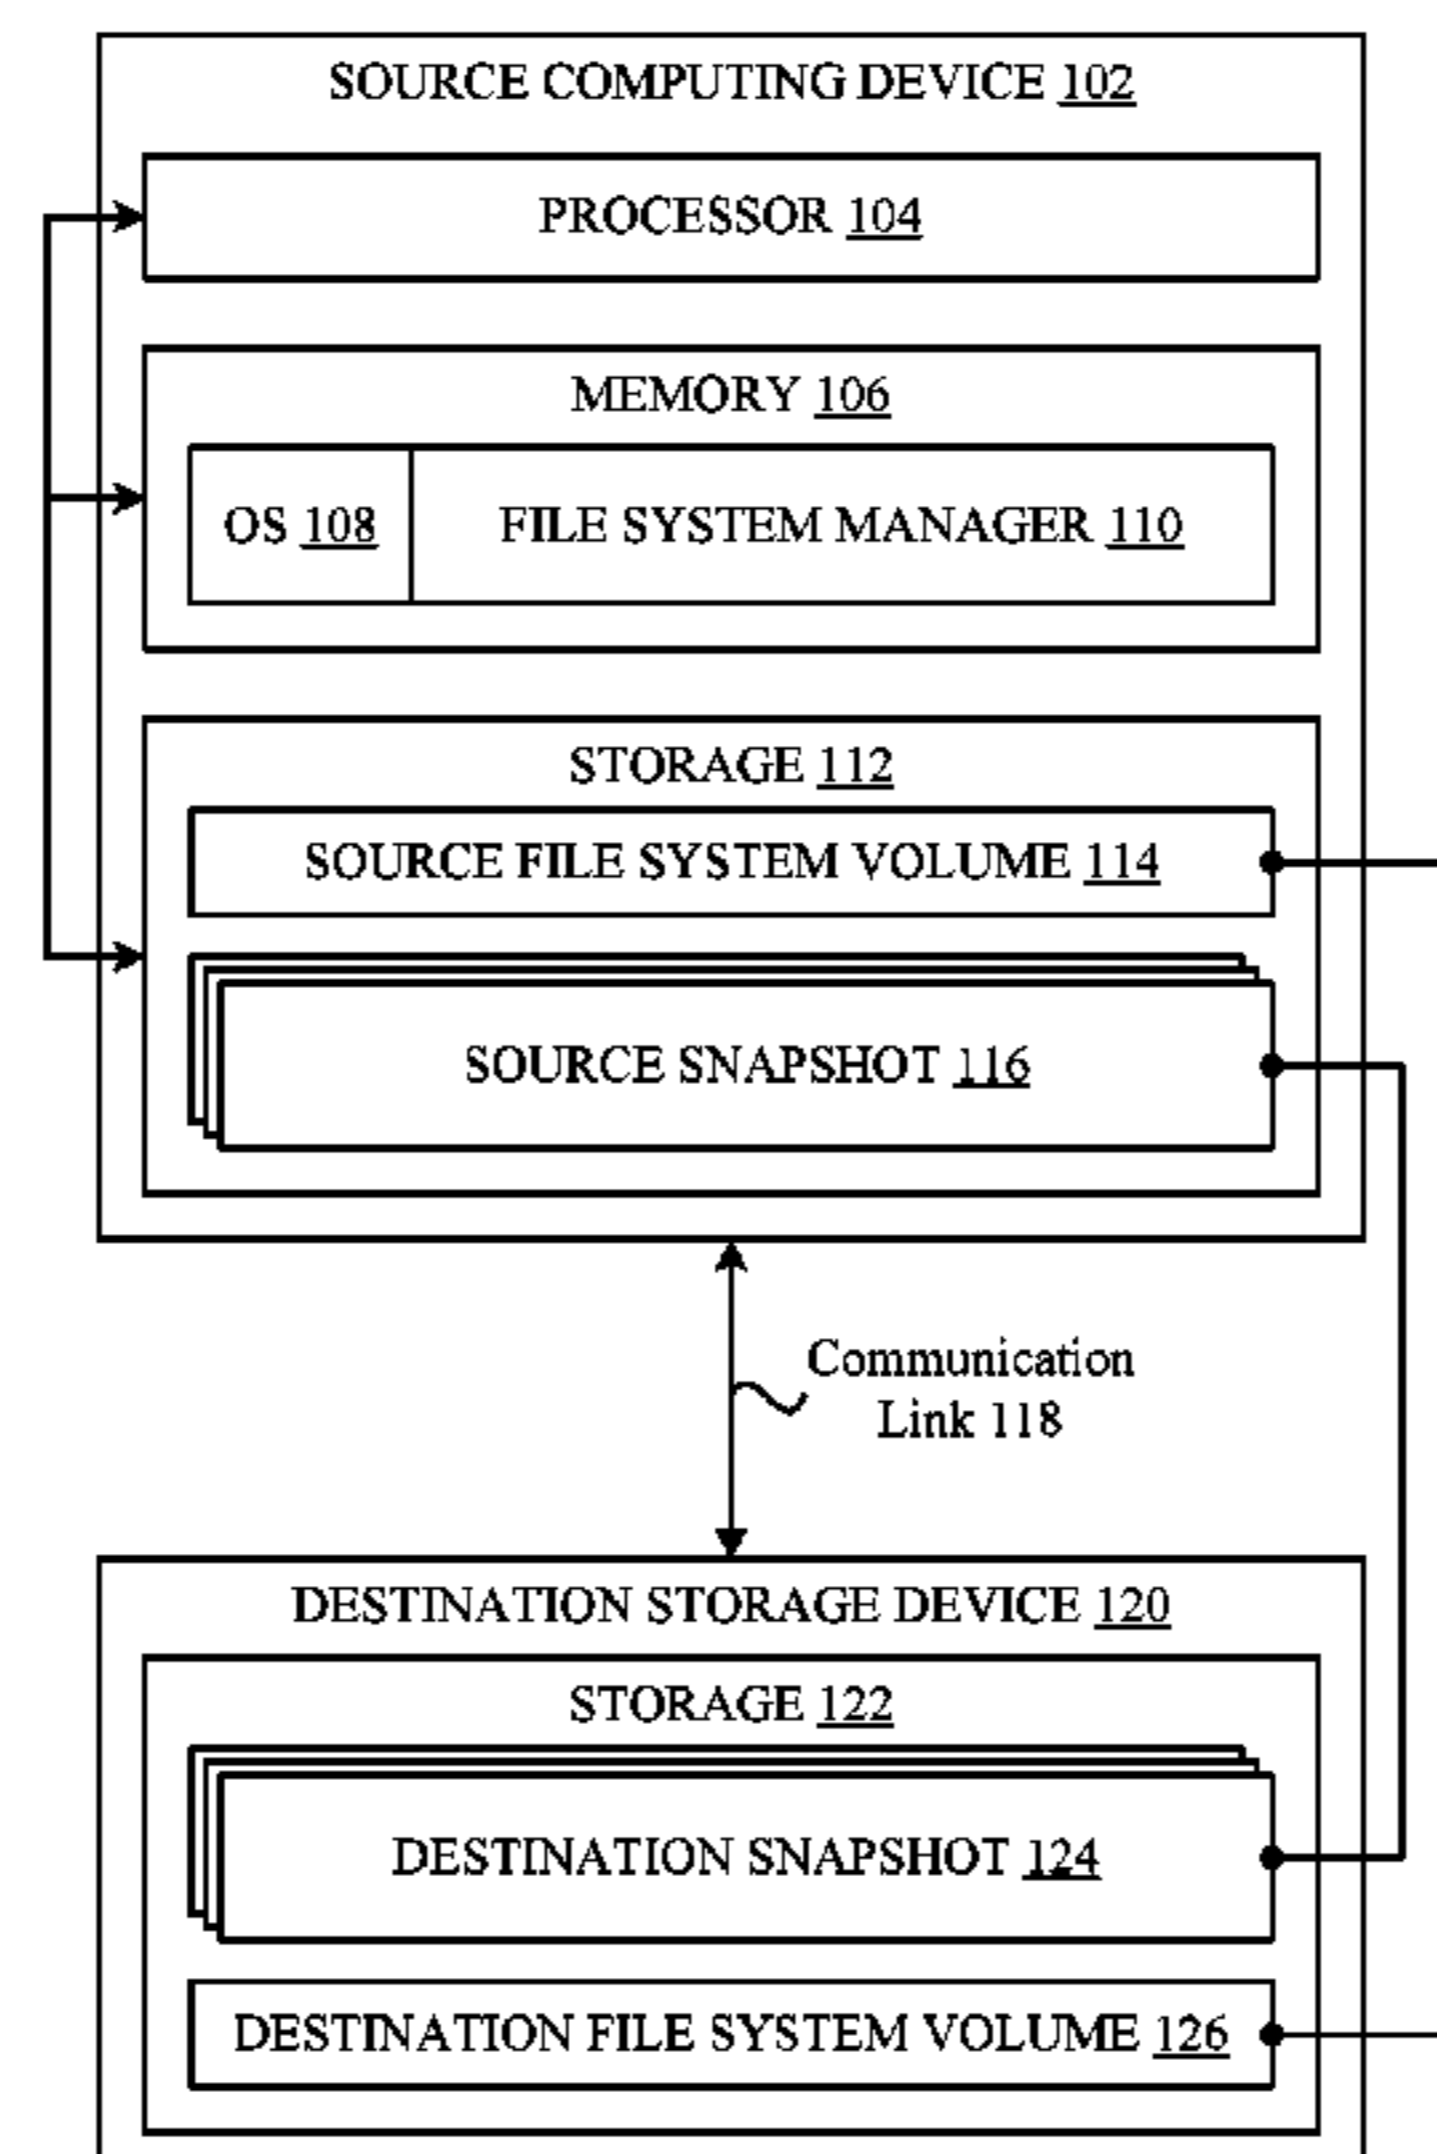 SOURCE COMPUTING DEVICE 102
PROCESSOR 104
MEMORY 106
OS 108
FILE SYSTEM MANAGER 110
STORAGE 112
SOURCE FILE SYSTEM VOLUME 114
SOURCE SNAPSHOT 116
Communication
Link 118
DESTINATION STORAGE DEVICE 120
STORAGE 122
DESTINATION SNAPSHOT 124
DESTINATION FILE SYSTEM VOLUME 126